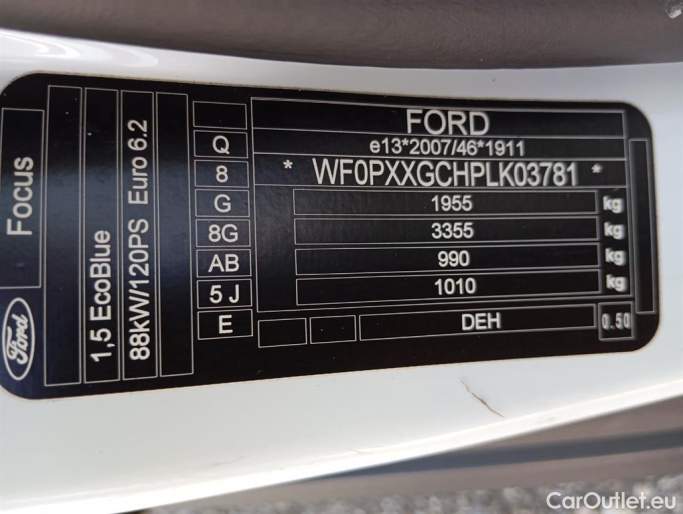 Ford
Focus
1,5 EcoBlue
88kW/120PS Euro 6.2
Q
8
G
8G
AB
5 J
E
FORD
e13*2007/46*1911
* WF0PXXGCHPLK03781 *
1955 kg
3355 kg
990 kg
1010 kg
DEH 0.50
CarOutlet.eu